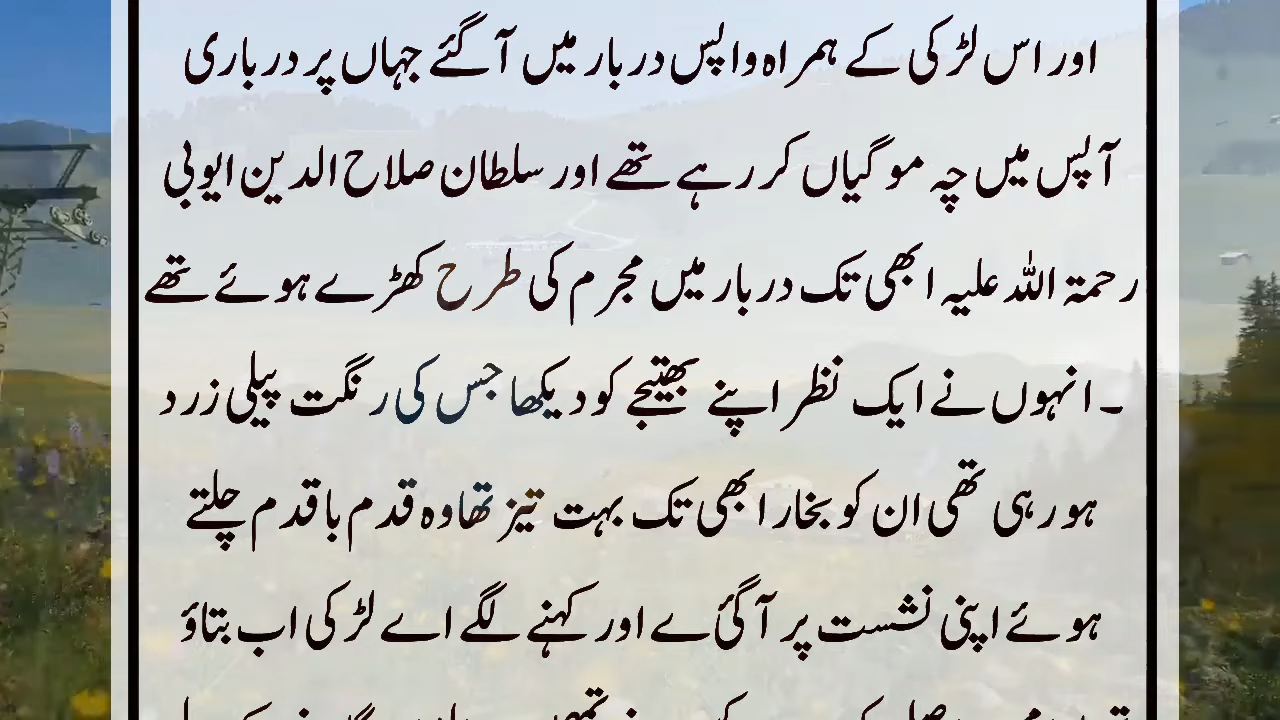 اور اس لڑکی کے ہمراہ واپس دربار میں آگئے جہاں پر درباری
آپس میں چہ موگیاں کر رہے تھے اور سلطان صلاح الدین ایوبی
رحمۃ اللہ علیہ ابھی تک دربار میں مجرم کی طرح کھڑے ہوئے تھے
۔ انہوں نے ایک نظر اپنے بھتیجے کو دیکھا جس کی رنگت پیلی زرد
ہورہی تھی ان کو بخار ابھی تک بہت تیز تھا وہ قدم باقدم چلتے
ہوئے اپنی نشست پر آگئ ے اور کہنے لگے اے لڑکی اب بتاؤ